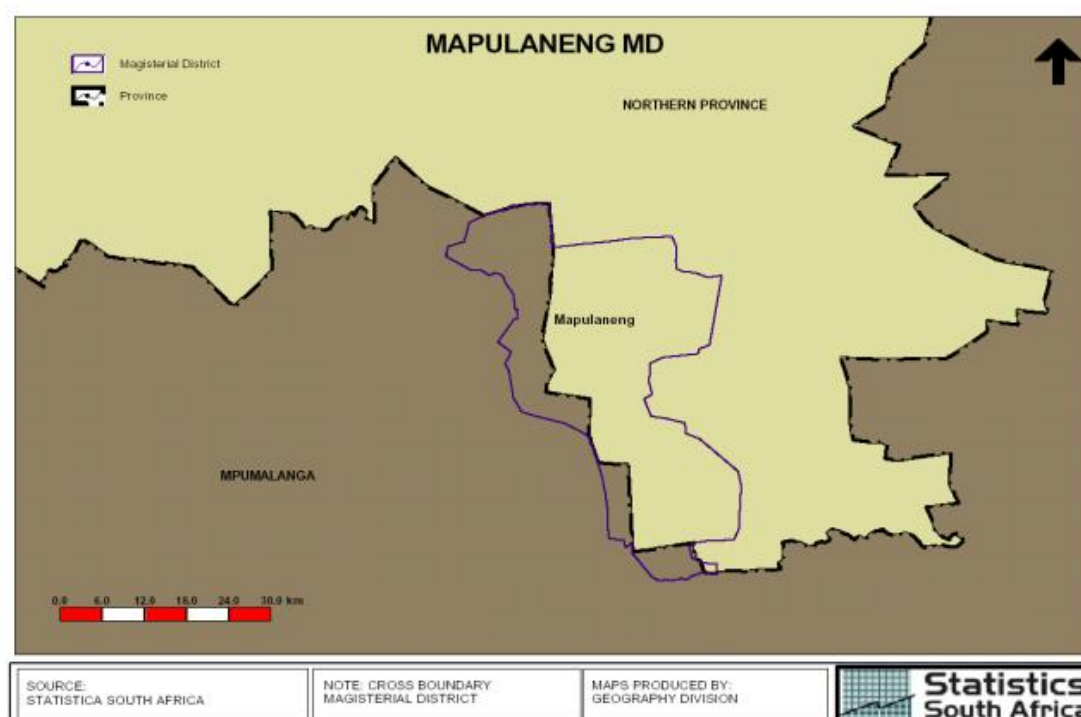 MAPULANENG MD
Magisterial District
Province
NORTHERN PROVINCE
Mapulaneng
MPUMALANGA
0.0 6.0 12.0 18.0 24.0 30.0 km
SOURCE:
STATISTICA SOUTH AFRICA
NOTE: CROSS BOUNDARY
MAGISTERIAL DISTRICT
MAPS PRODUCED BY:
GEOGRAPHY DIVISION
Statistics
South Africa